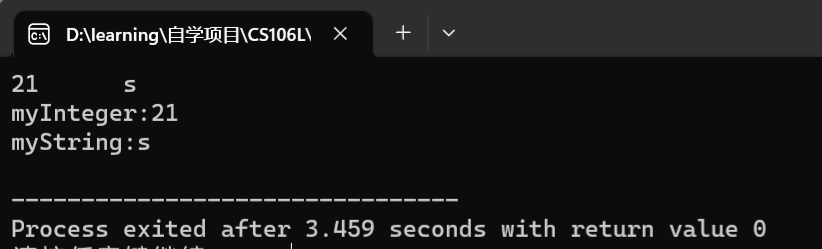 D:\learning\自学项目\CS106L\
21      s
myInteger:21
myString:s
--------------------------------
Process exited after 3.459 seconds with return value 0